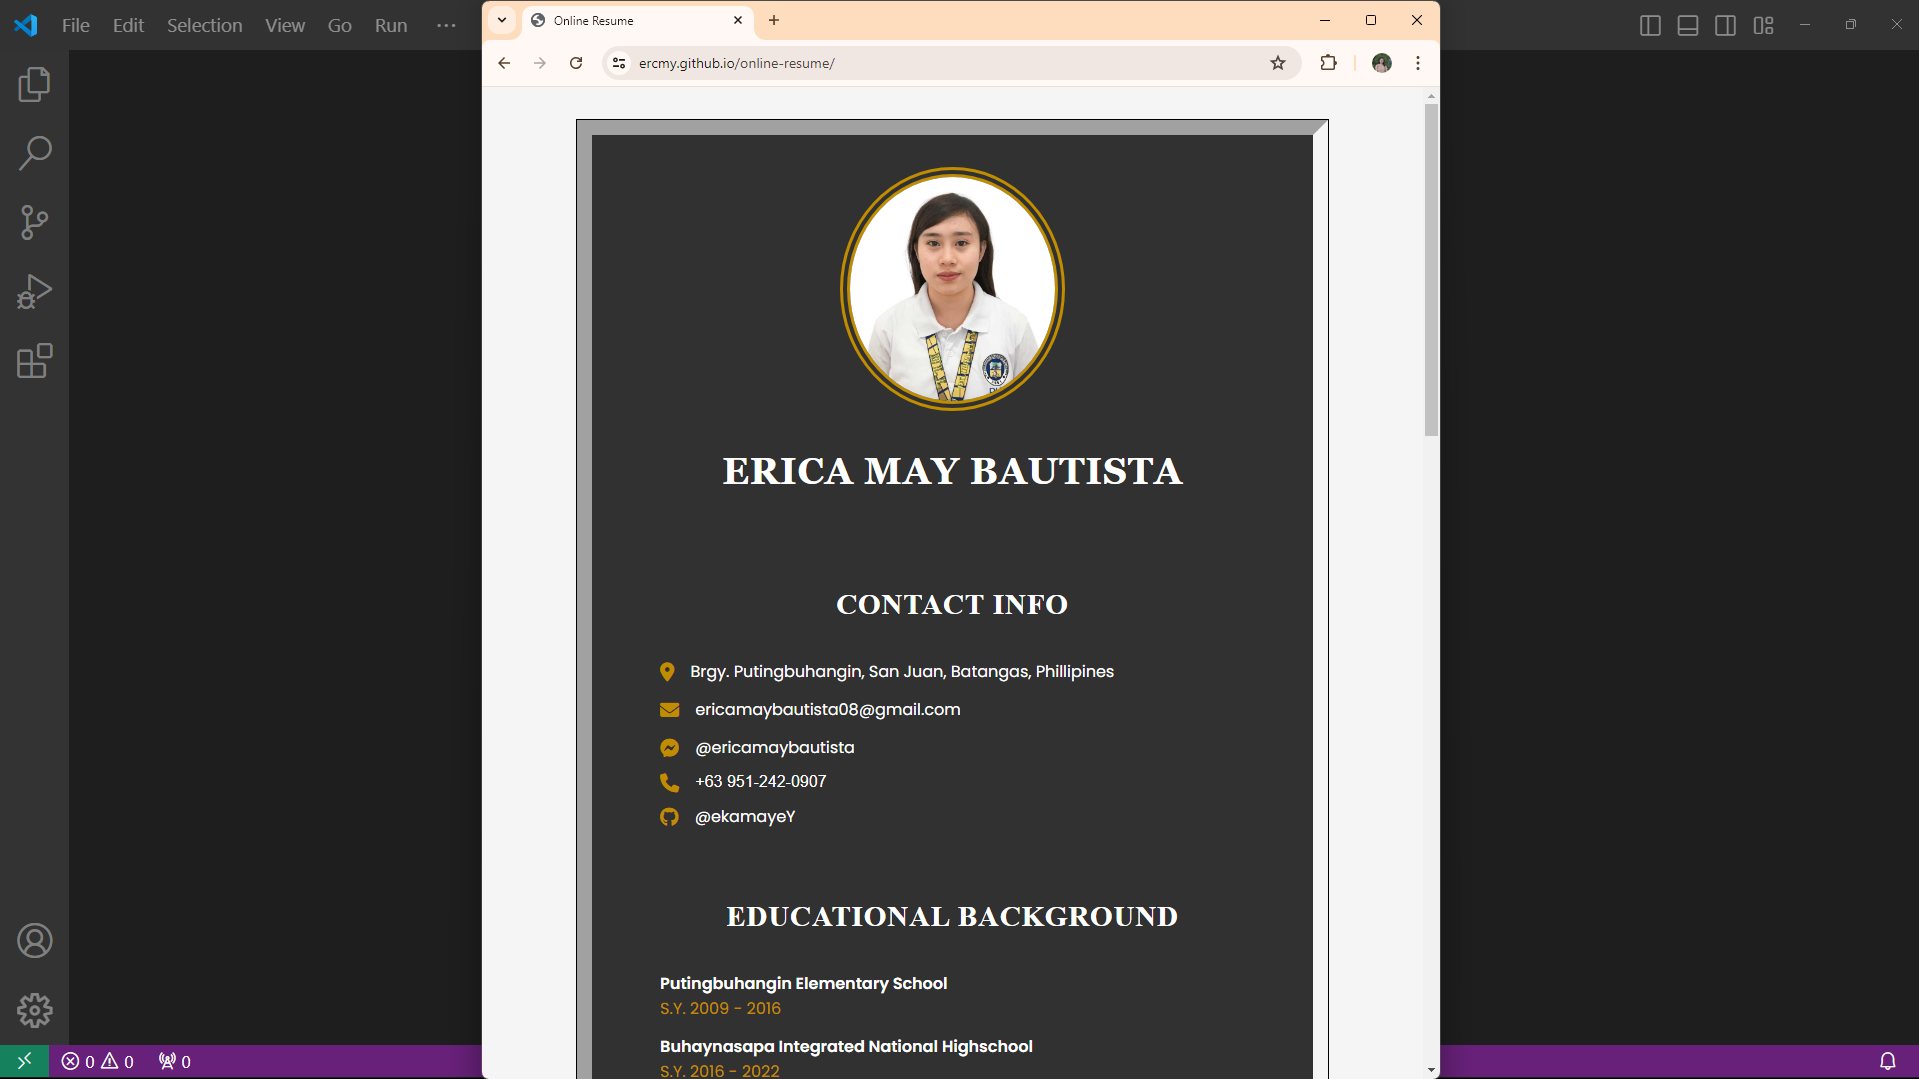 File Edit Selection View Go Run ···
Online Resume
ercmy.github.io/online-resume/
ERICA MAY BAUTISTA
CONTACT INFO
Brgy. Putingbuhangin, San Juan, Batangas, Phillipines
ericamaybautista08@gmail.com
@ericamaybautista
+63 951-242-0907
@ekamayeY
EDUCATIONAL BACKGROUND
Putingbuhangin Elementary School
S.Y. 2009 - 2016
Buhaynasapa Integrated National Highschool
S.Y. 2016 - 2022
0 0 0